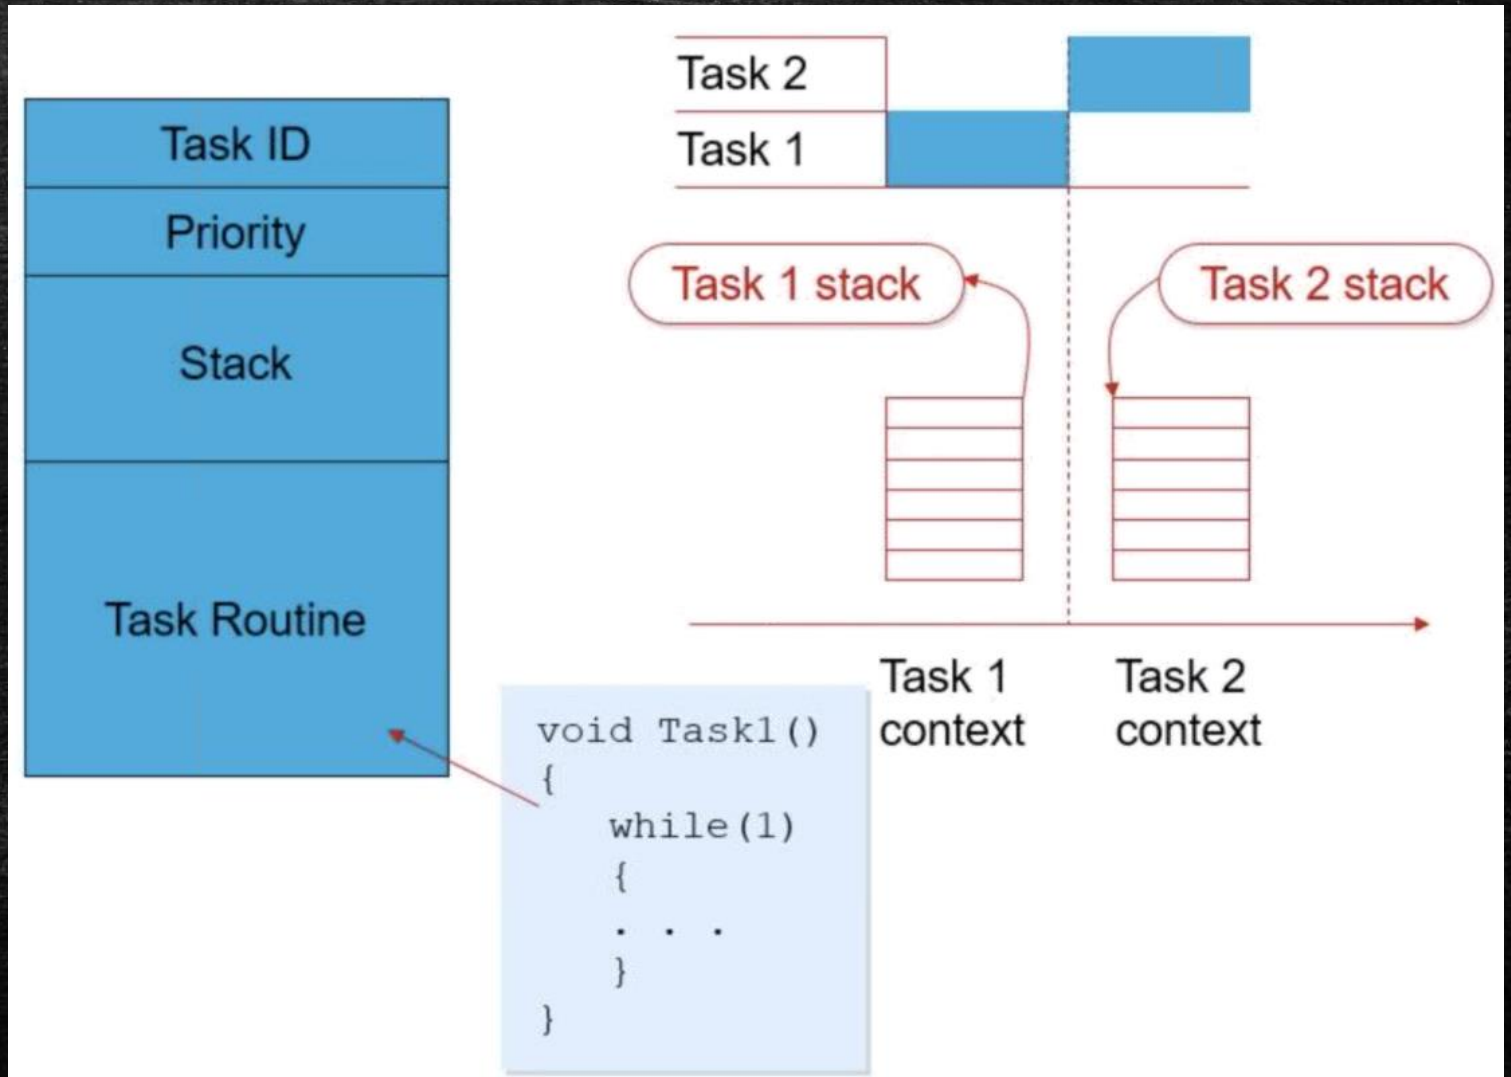 Task ID
Priority
Stack
Task Routine
Task 2
Task 1
Task 1 stack
Task 2 stack
Task 1
context
Task 2
context
void Task1()
{
while(1)
{
. . .
}
}